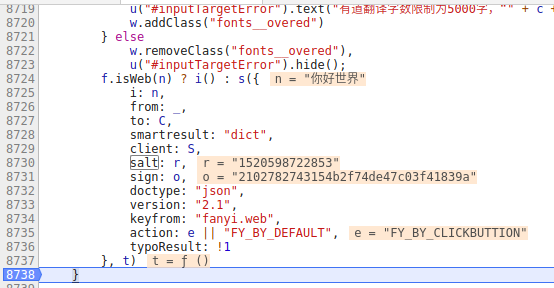 8719 u("#inputTargetError").text("有道翻译字数限制为5000字，“" + c +
8720 w.addClass("fonts__overed")
8721 } else
8722 w.removeClass("fonts__overed"),
8723 u("#inputTargetError").hide();
8724 f.isWeb(n) ? i() : s({ n = "你好世界"
8725 i: n,
8726 from: _,
8727 to: C,
8728 smartresult: "dict",
8729 client: S,
8730 salt: r, r = "1520598722853"
8731 sign: o, o = "2102782743154b2f74de47c03f41839a"
8732 doctype: "json",
8733 version: "2.1",
8734 keyfrom: "fanyi.web",
8735 action: e || "FY_BY_DEFAULT", e = "FY_BY_CLICKBUTTION"
8736 typoResult: !1
8737 }, t) t = ƒ ()
8738 }